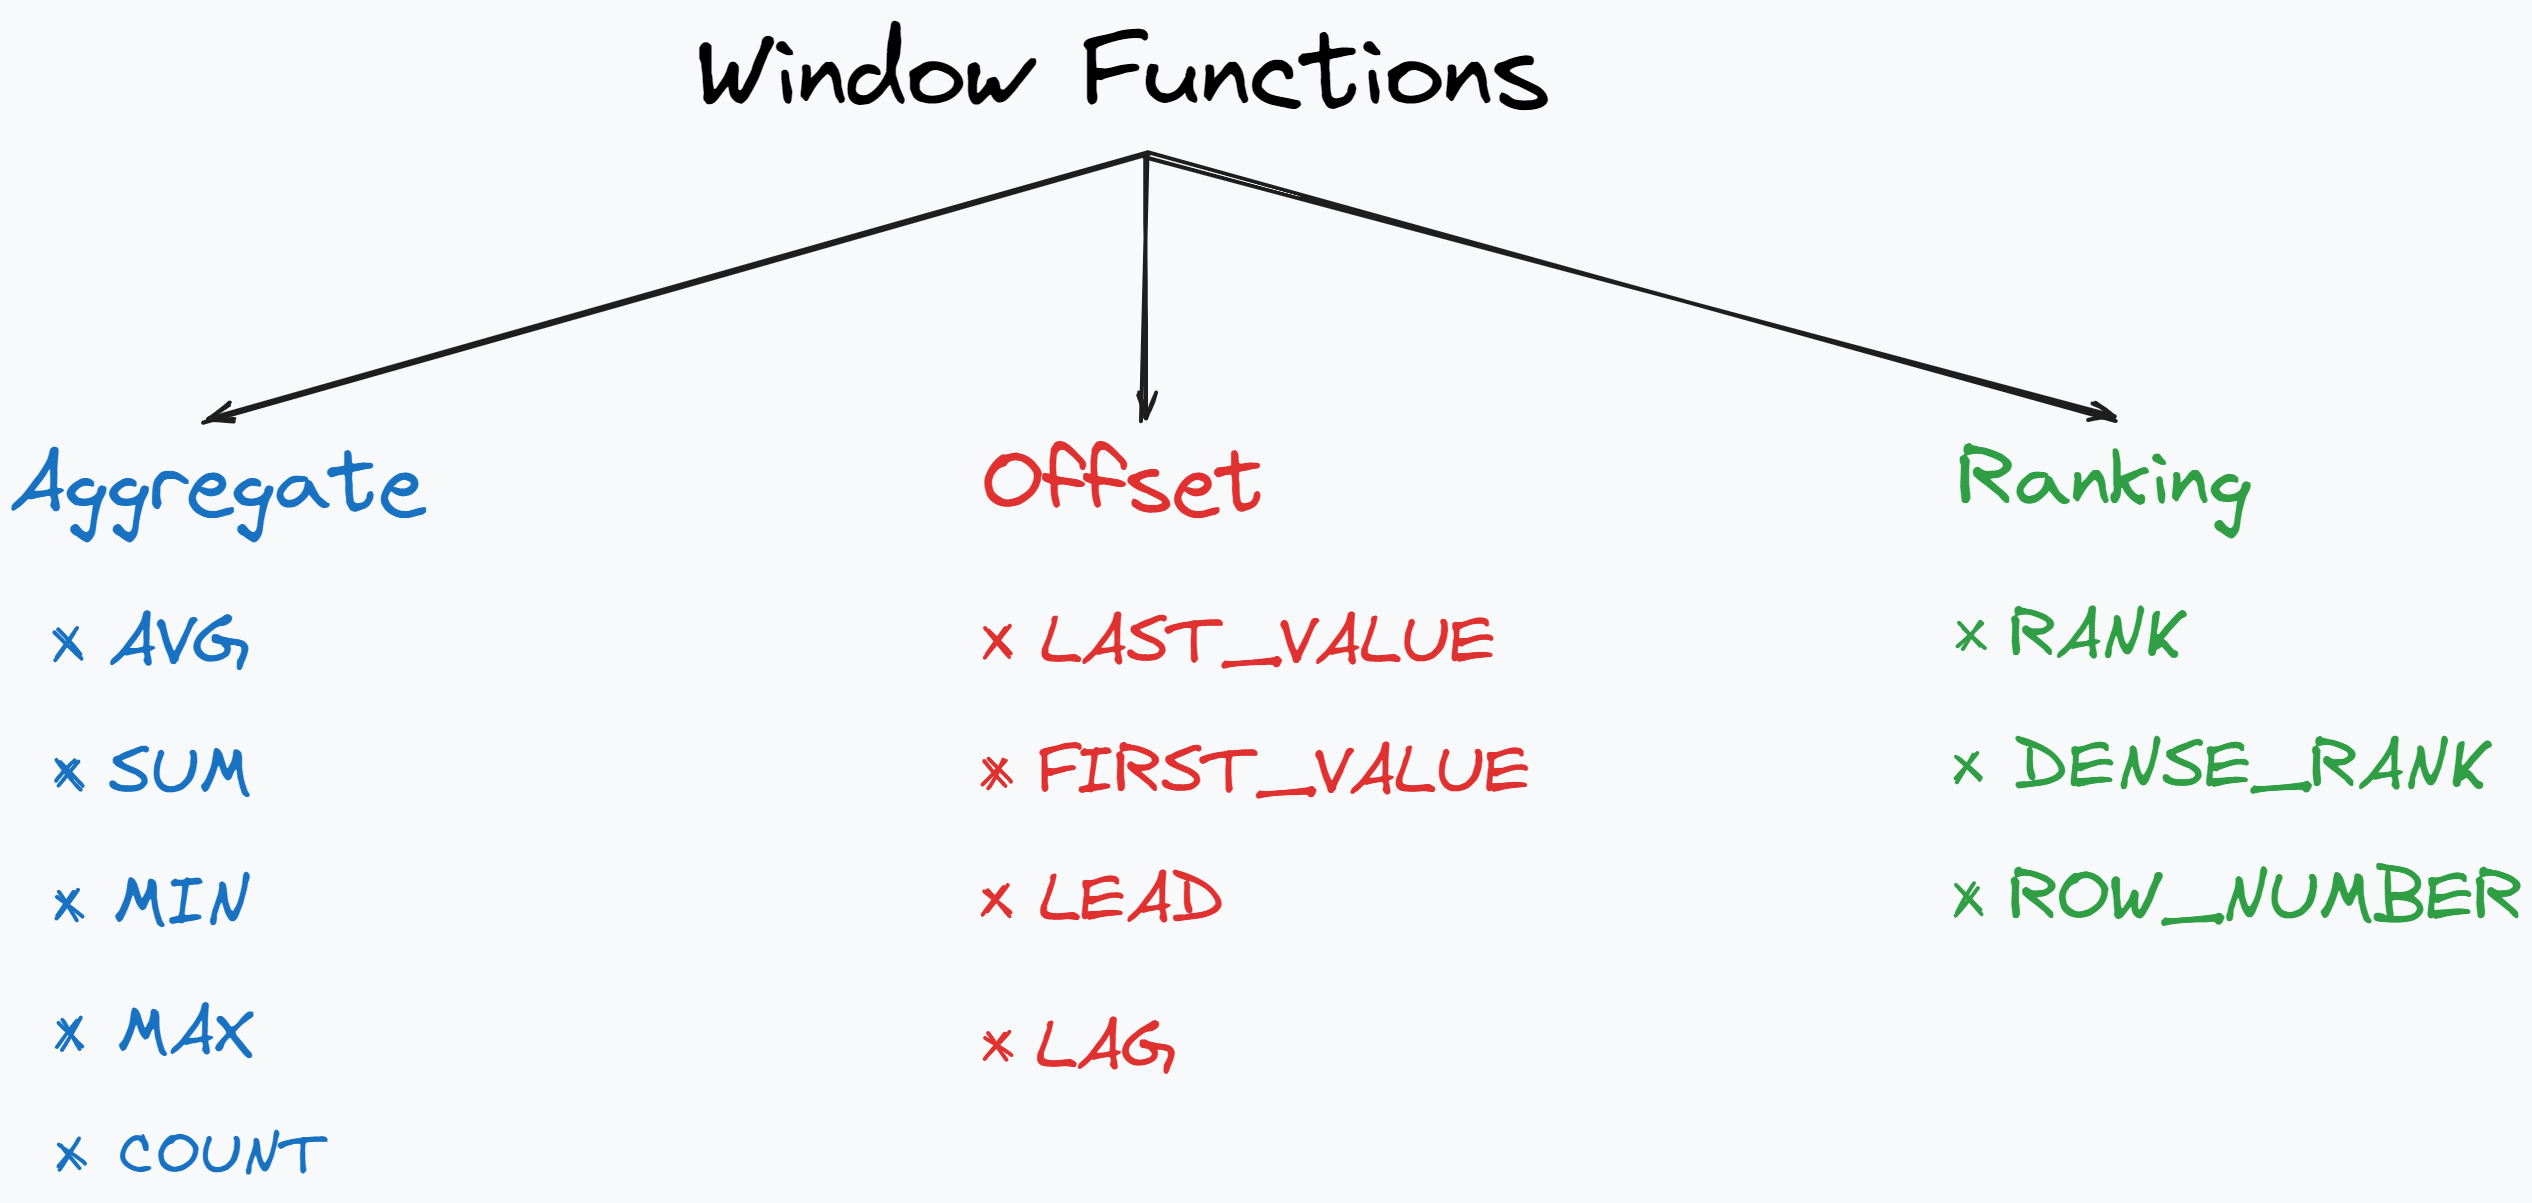 Window Functions
Aggregate
× AVG
× SUM
× MIN
× MAX
× COUNT
Offset
× LAST_VALUE
× FIRST_VALUE
× LEAD
× LAG
Ranking
× RANK
× DENSE_RANK
× ROW_NUMBER